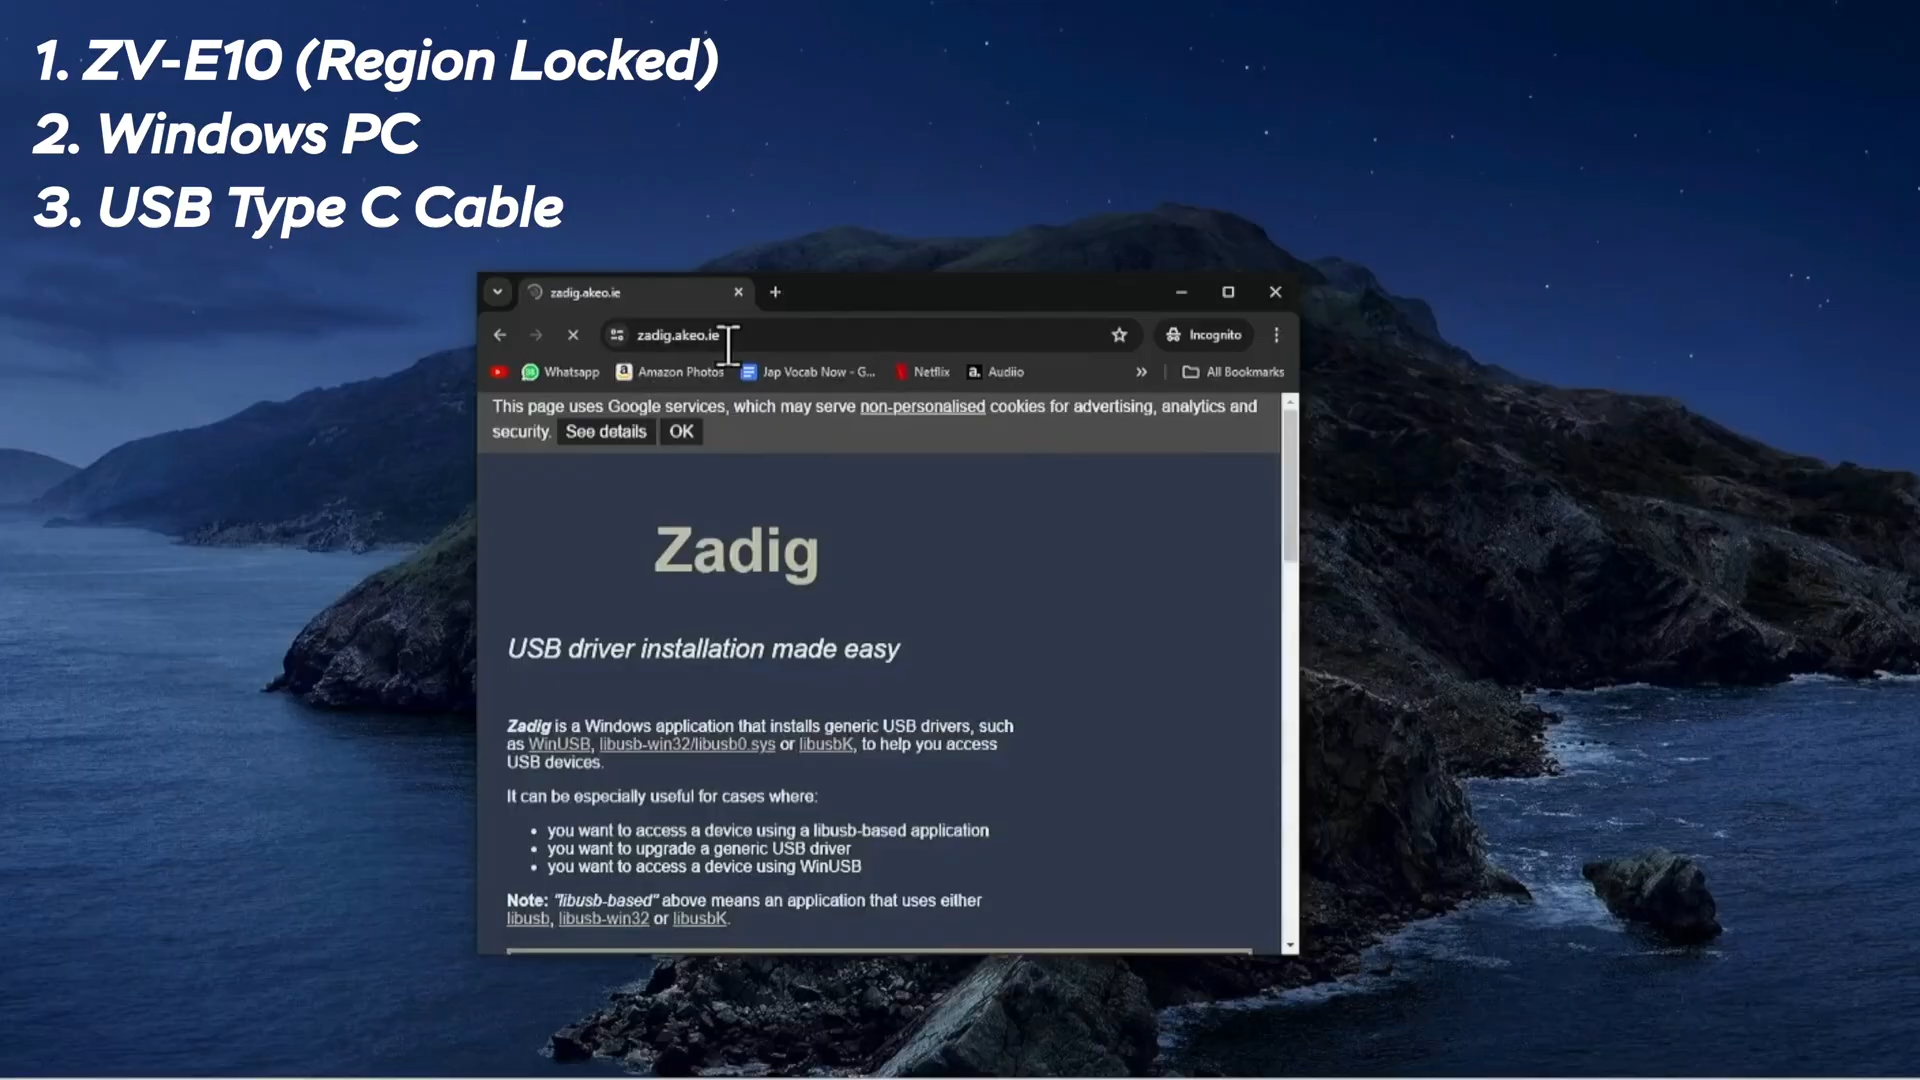 1. ZV-E10 (Region Locked)
2. Windows PC
3. USB Type C Cable
zadig.akeo.ie
zadig.akeo.ie
Incognito
Whatsapp
Amazon Photos
Jap Vocab Now - G...
Netflix
a. Audiio
All Bookmarks
This page uses Google services, which may serve non-personalised cookies for advertising, analytics and
security. See details OK
Zadig
USB driver installation made easy
Zadig is a Windows application that installs generic USB drivers, such
as WinUSB, libusb-win32/libusb0.sys or libusbK, to help you access
USB devices.
It can be especially useful for cases where:
• you want to access a device using a libusb-based application
• you want to upgrade a generic USB driver
• you want to access a device using WinUSB
Note: "libusb-based" above means an application that uses either
libusb, libusb-win32 or libusbK.